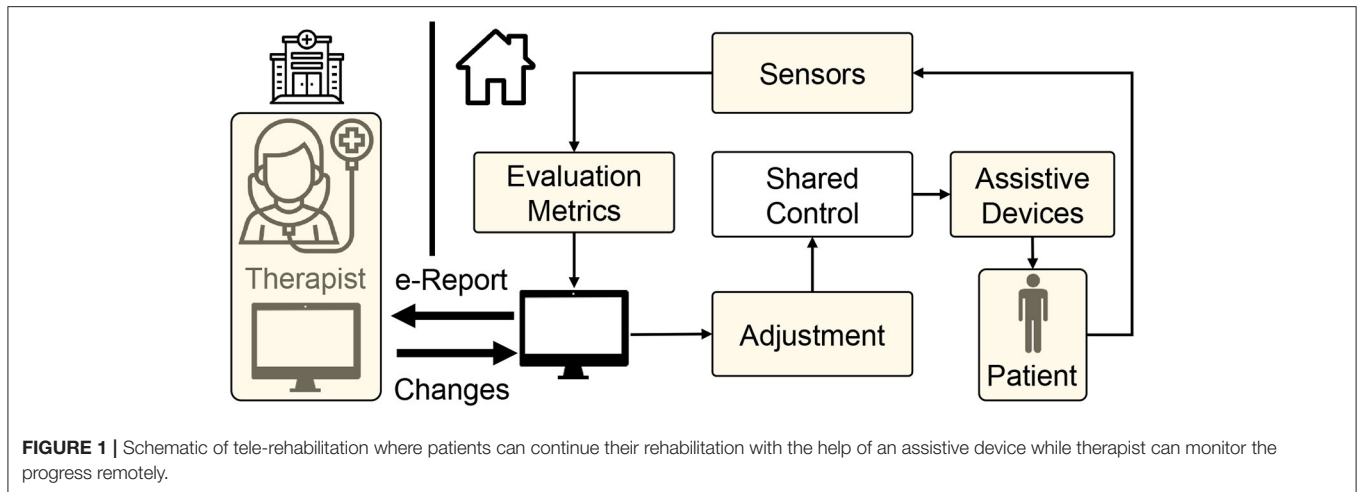 Sensors
Evaluation
Metrics
Shared
Control
Assistive
Devices
Therapist
e-Report
Changes
Adjustment
Patient
FIGURE 1 | Schematic of tele-rehabilitation where patients can continue their rehabilitation with the help of an assistive device while therapist can monitor the
progress remotely.